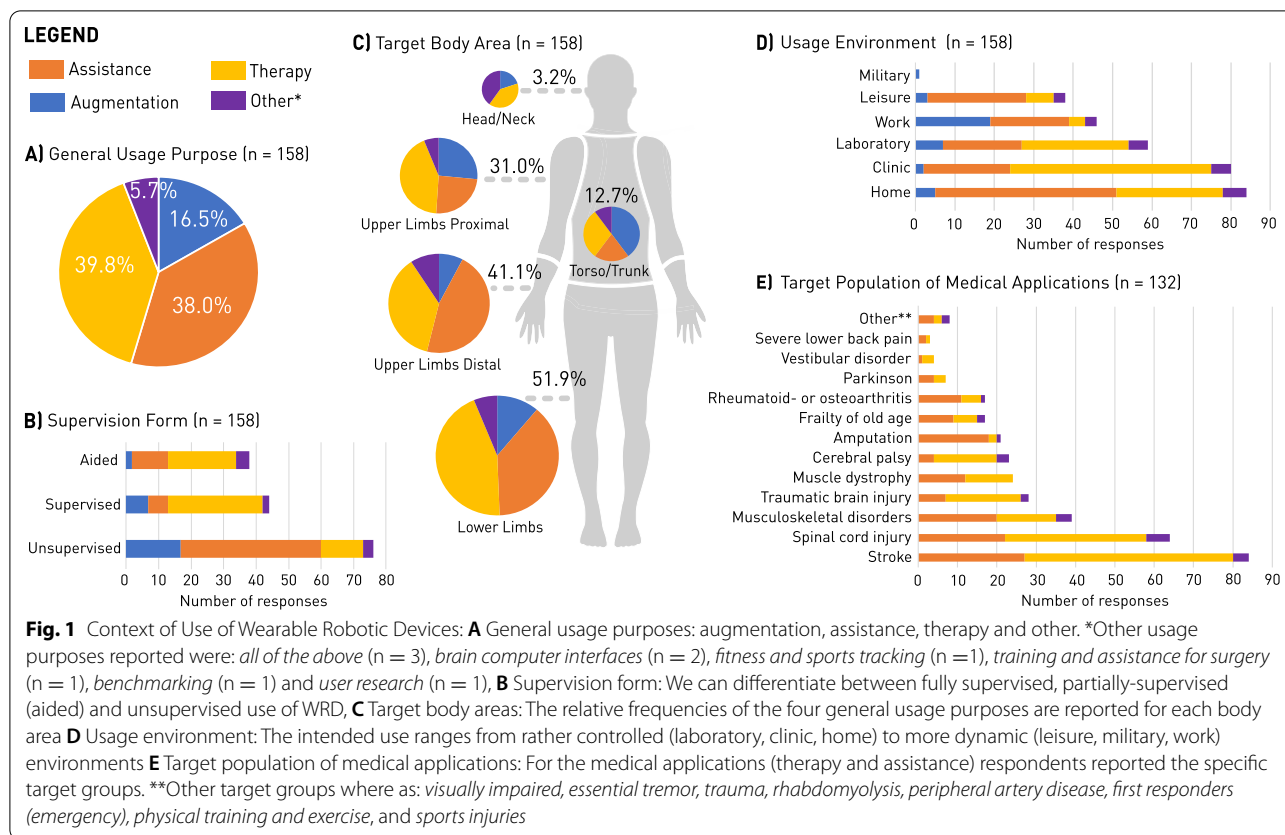 LEGEND
Assistance
Therapy
Augmentation
Other*
A) General Usage Purpose (n = 158)
5.7%
16.5%
39.8%
38.0%
B) Supervision Form (n = 158)
Aided
Supervised
Unsupervised
0 10 20 30 40 50 60 70 80
Number of responses
C) Target Body Area (n = 158)
3.2%
Head/Neck
31.0%
Upper Limbs Proximal
12.7%
Torso/Trunk
41.1%
Upper Limbs Distal
51.9%
Lower Limbs
D) Usage Environment (n = 158)
Military
Leisure
Work
Laboratory
Clinic
Home
0 10 20 30 40 50 60 70 80 90
Number of responses
E) Target Population of Medical Applications (n = 132)
Other**
Severe lower back pain
Vestibular disorder
Parkinson
Rheumatoid- or osteoarthritis
Frailty of old age
Amputation
Cerebral palsy
Muscle dystrophy
Traumatic brain injury
Musculoskeletal disorders
Spinal cord injury
Stroke
0 10 20 30 40 50 60 70 80 90
Number of responses
Fig. 1 Context of Use of Wearable Robotic Devices: A General usage purposes: augmentation, assistance, therapy and other. *Other usage
purposes reported were: all of the above (n = 3), brain computer interfaces (n = 2), fitness and sports tracking (n =1), training and assistance for surgery
(n = 1), benchmarking (n = 1) and user research (n = 1), B Supervision form: We can differentiate between fully supervised, partially-supervised
(aided) and unsupervised use of WRD, C Target body areas: The relative frequencies of the four general usage purposes are reported for each body
area D Usage environment: The intended use ranges from rather controlled (laboratory, clinic, home) to more dynamic (leisure, military, work)
environments E Target population of medical applications: For the medical applications (therapy and assistance) respondents reported the specific
target groups. **Other target groups where as: visually impaired, essential tremor, trauma, rhabdomyolysis, peripheral artery disease, first responders
(emergency), physical training and exercise, and sports injuries